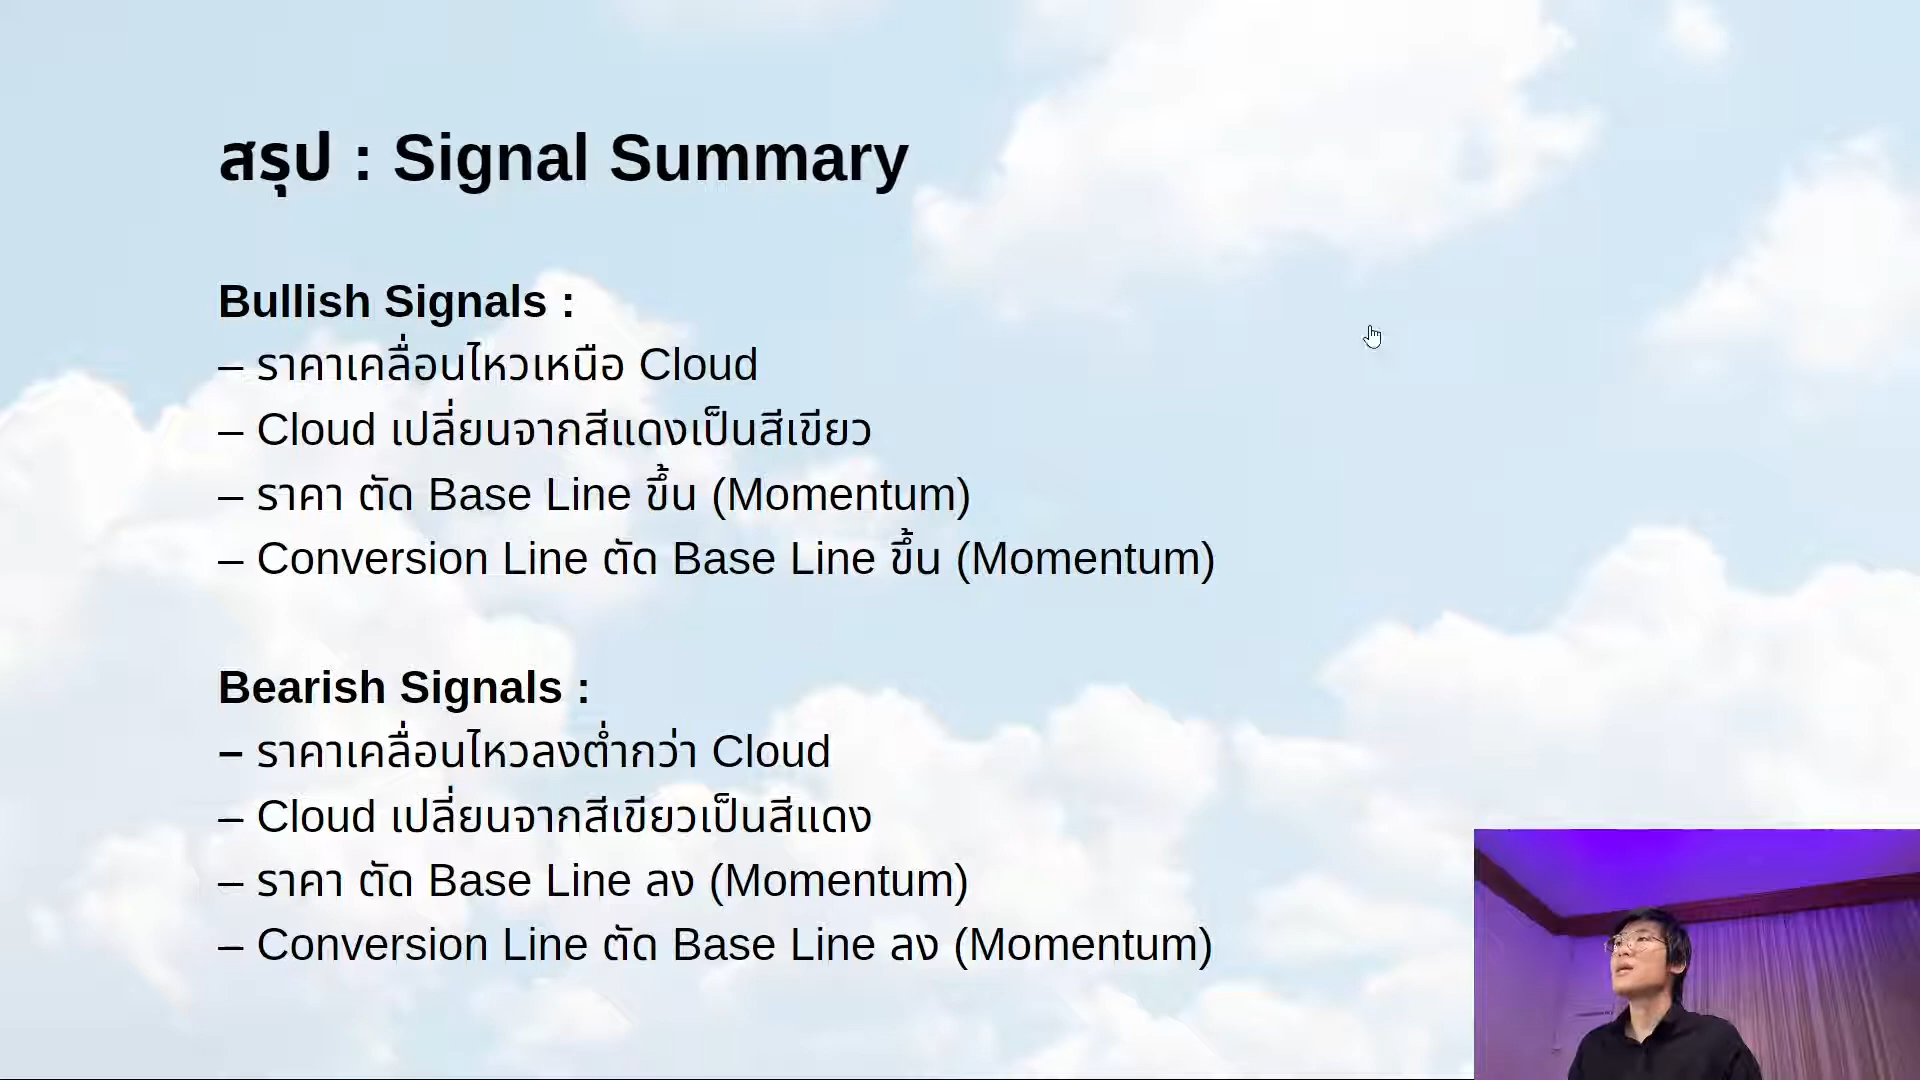 สรุป : Signal Summary
Bullish Signals :
– ราคาเคลื่อนไหวเหนือ Cloud
– Cloud เปลี่ยนจากสีแดงเป็นสีเขียว
– ราคา ตัด Base Line ขึ้น (Momentum)
– Conversion Line ตัด Base Line ขึ้น (Momentum)
Bearish Signals :
– ราคาเคลื่อนไหวลงต่ำกว่า Cloud
– Cloud เปลี่ยนจากสีเขียวเป็นสีแดง
– ราคา ตัด Base Line ลง (Momentum)
– Conversion Line ตัด Base Line ลง (Momentum)